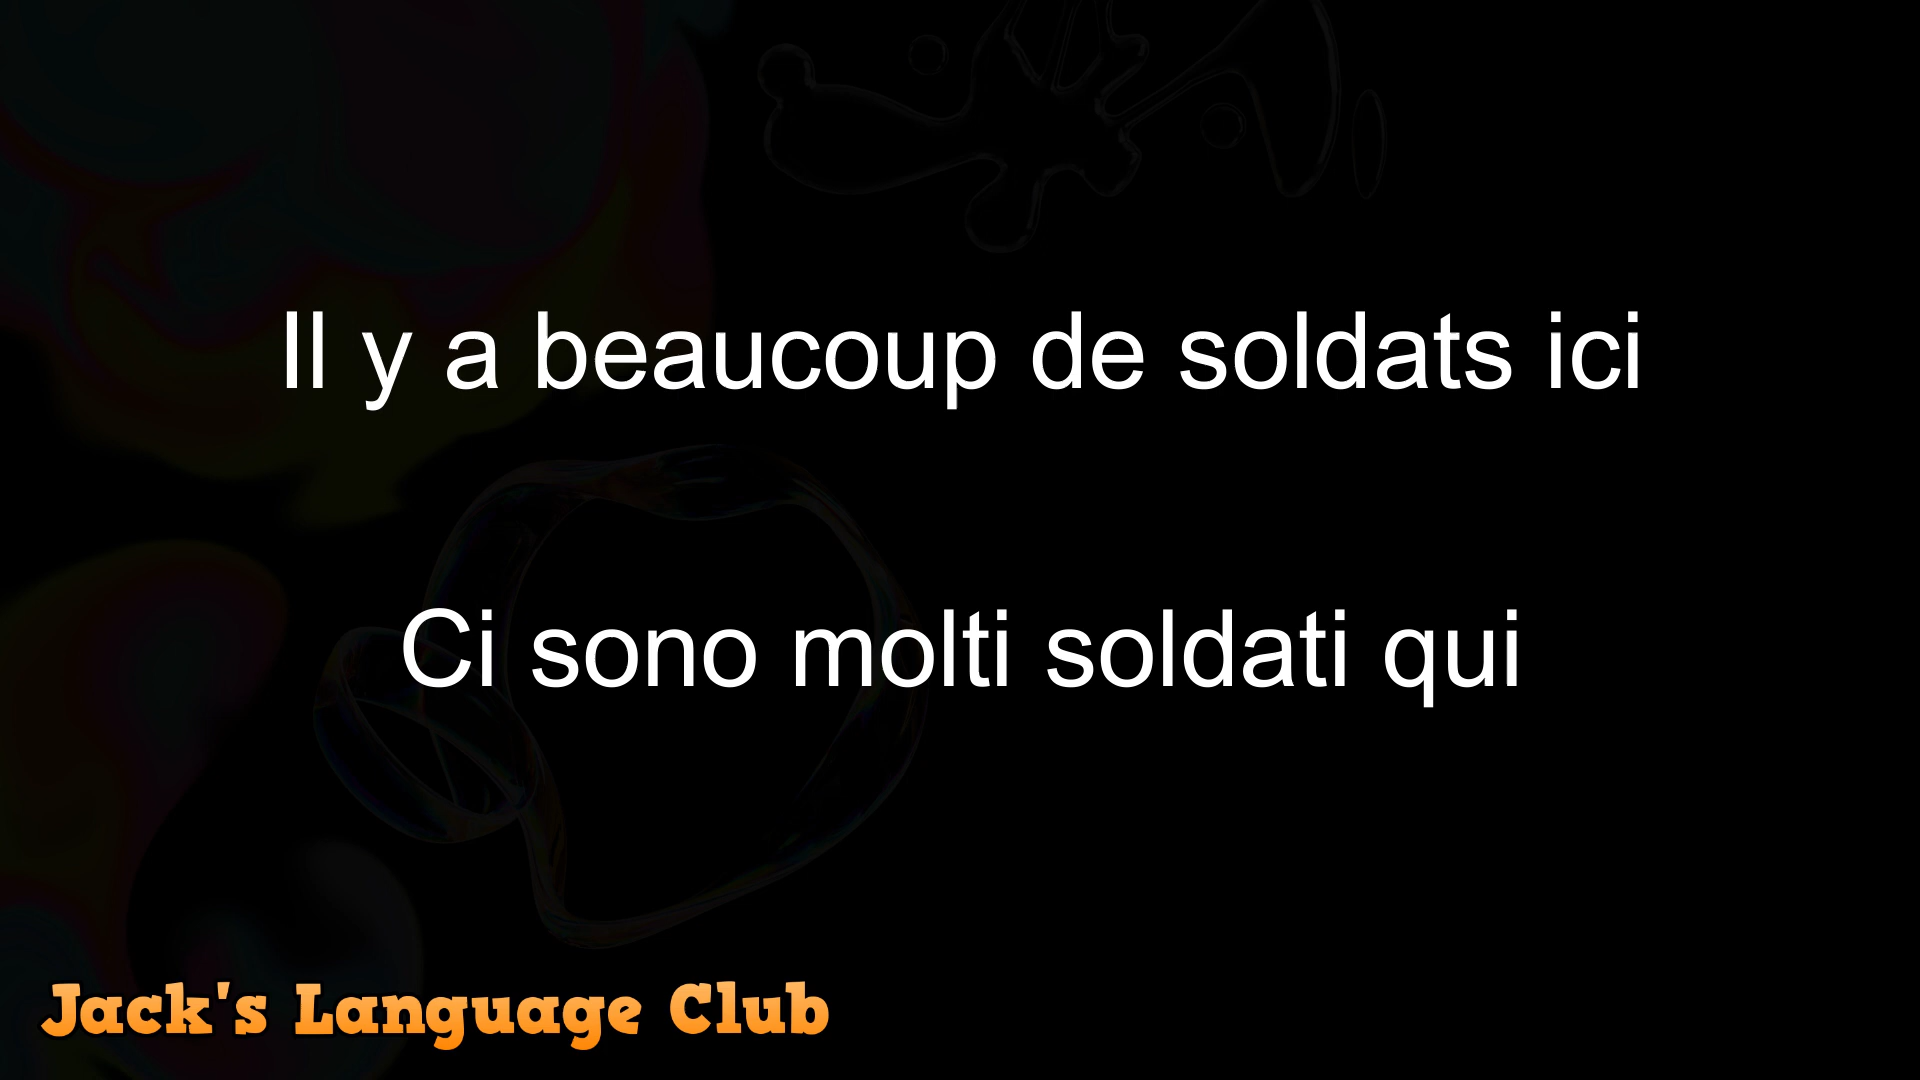 Il y a beaucoup de soldats ici
Ci sono molti soldati qui
Jack's Language Club